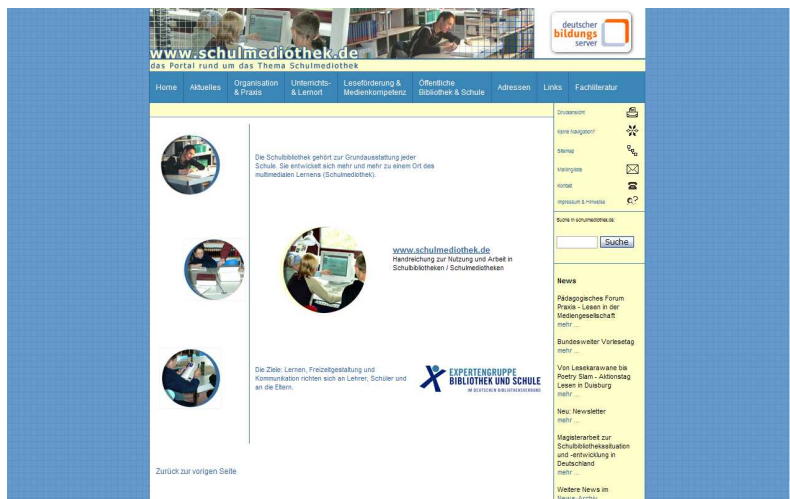 www.schulmediothek.de
das Portal rund um das Thema Schulmediothek
deutscher
bildungs
server
Home
Aktuelles
Organisation
& Praxis
Unterrichts-
& Lernort
Leseförderung &
Medienkompetenz
Öffentliche
Bibliothek & Schule
Adressen
Links
Fachliteratur
Druckansicht
Keine Navigation?
Sitemap
Mailingliste
Kontakt
Impressum & Hinweise
Suche in schulmediothek.de:
Suche
Die Schulbibliothek gehört zur Grundausstattung jeder
Schule. Sie entwickelt sich mehr und mehr zu einem Ort des
multimedialen Lernens (Schulmediothek).
www.schulmediothek.de
Handreichung zur Nutzung und Arbeit in
Schulbibliotheken / Schulmediotheken
Die Ziele: Lernen, Freizeitgestaltung und
Kommunikation richten sich an Lehrer, Schüler und
an die Eltern.
EXPERTENGRUPPE
BIBLIOTHEK UND SCHULE
IM DEUTSCHEN BIBLIOTHEKSVERBAND
Zurück zur vorigen Seite
News
Pädagogisches Forum
Praxis - Lesen in der
Mediengesellschaft
mehr ...
Bundesweiter Vorlesetag
mehr ...
Von Lesekarawane bis
Poetry Slam - Aktionstag
Lesen in Duisburg
mehr ...
Neu: Newsletter
mehr ...
Magisterarbeit zur
Schulbibliothekssituation
und -entwicklung in
Deutschland
mehr ...
Weitere News im
News-Archiv